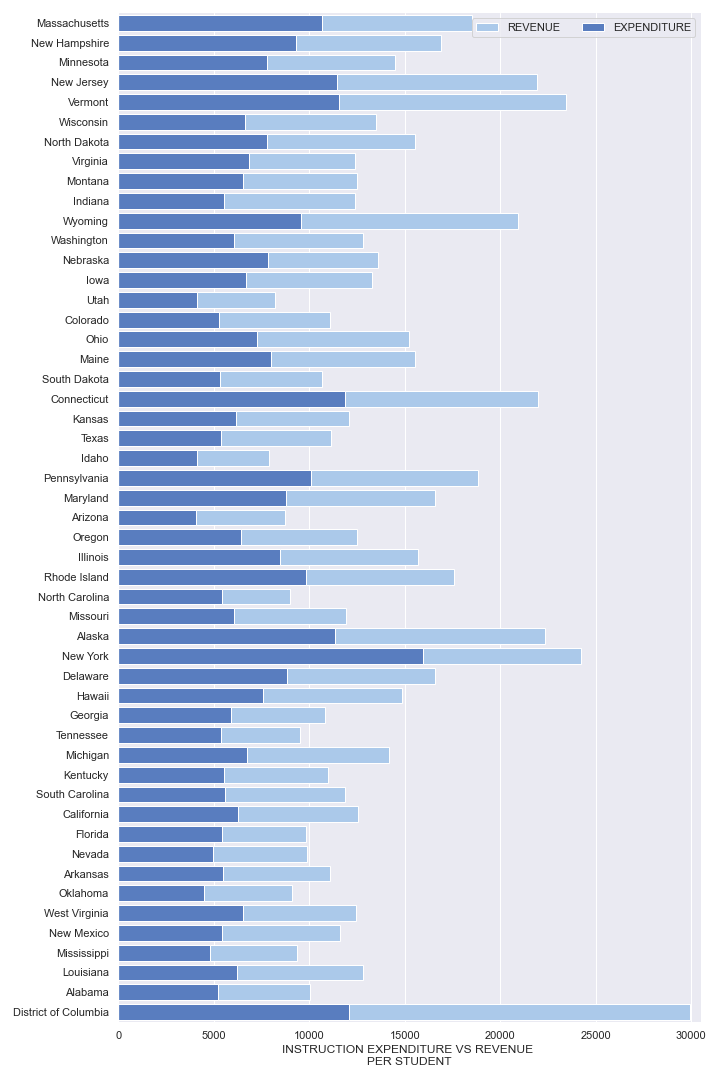 Massachusetts
REVENUE EXPENDITURE
New Hampshire
Minnesota
New Jersey
Vermont
Wisconsin
North Dakota
Virginia
Montana
Indiana
Wyoming
Washington
Nebraska
Iowa
Utah
Colorado
Ohio
Maine
South Dakota
Connecticut
Kansas
Texas
Idaho
Pennsylvania
Maryland
Arizona
Oregon
Illinois
Rhode Island
North Carolina
Missouri
Alaska
New York
Delaware
Hawaii
Georgia
Tennessee
Michigan
Kentucky
South Carolina
California
Florida
Nevada
Arkansas
Oklahoma
West Virginia
New Mexico
Mississippi
Louisiana
Alabama
District of Columbia
0 5000 10000 15000 20000 25000 30000
INSTRUCTION EXPENDITURE VS REVENUE
PER STUDENT